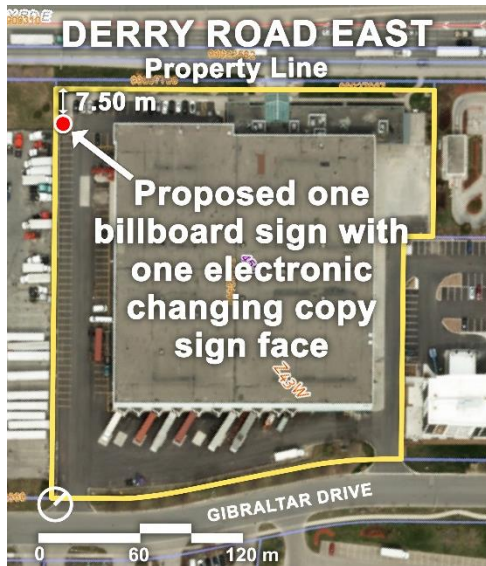 DERRY ROAD EAST
Property Line
7.50 m
Proposed one
billboard sign with
one electronic
changing copy
sign face
Z43W
GIBRALTAR DRIVE
0 60 120 m